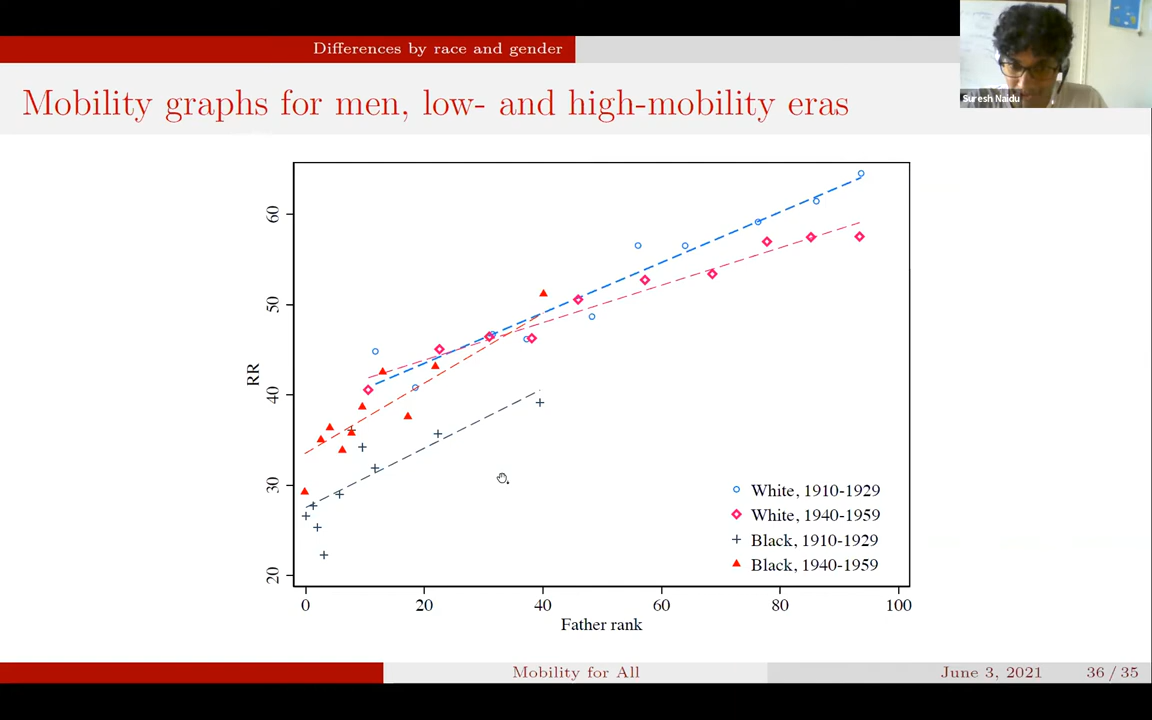 Differences by race and gender
Mobility graphs for men, low- and high-mobility eras
Suresh Naidu
RR
60
50
40
30
20
White, 1910-1929
White, 1940-1959
Black, 1910-1929
Black, 1940-1959
0 20 40 60 80 100
Father rank
Mobility for All
June 3, 2021
36 / 35